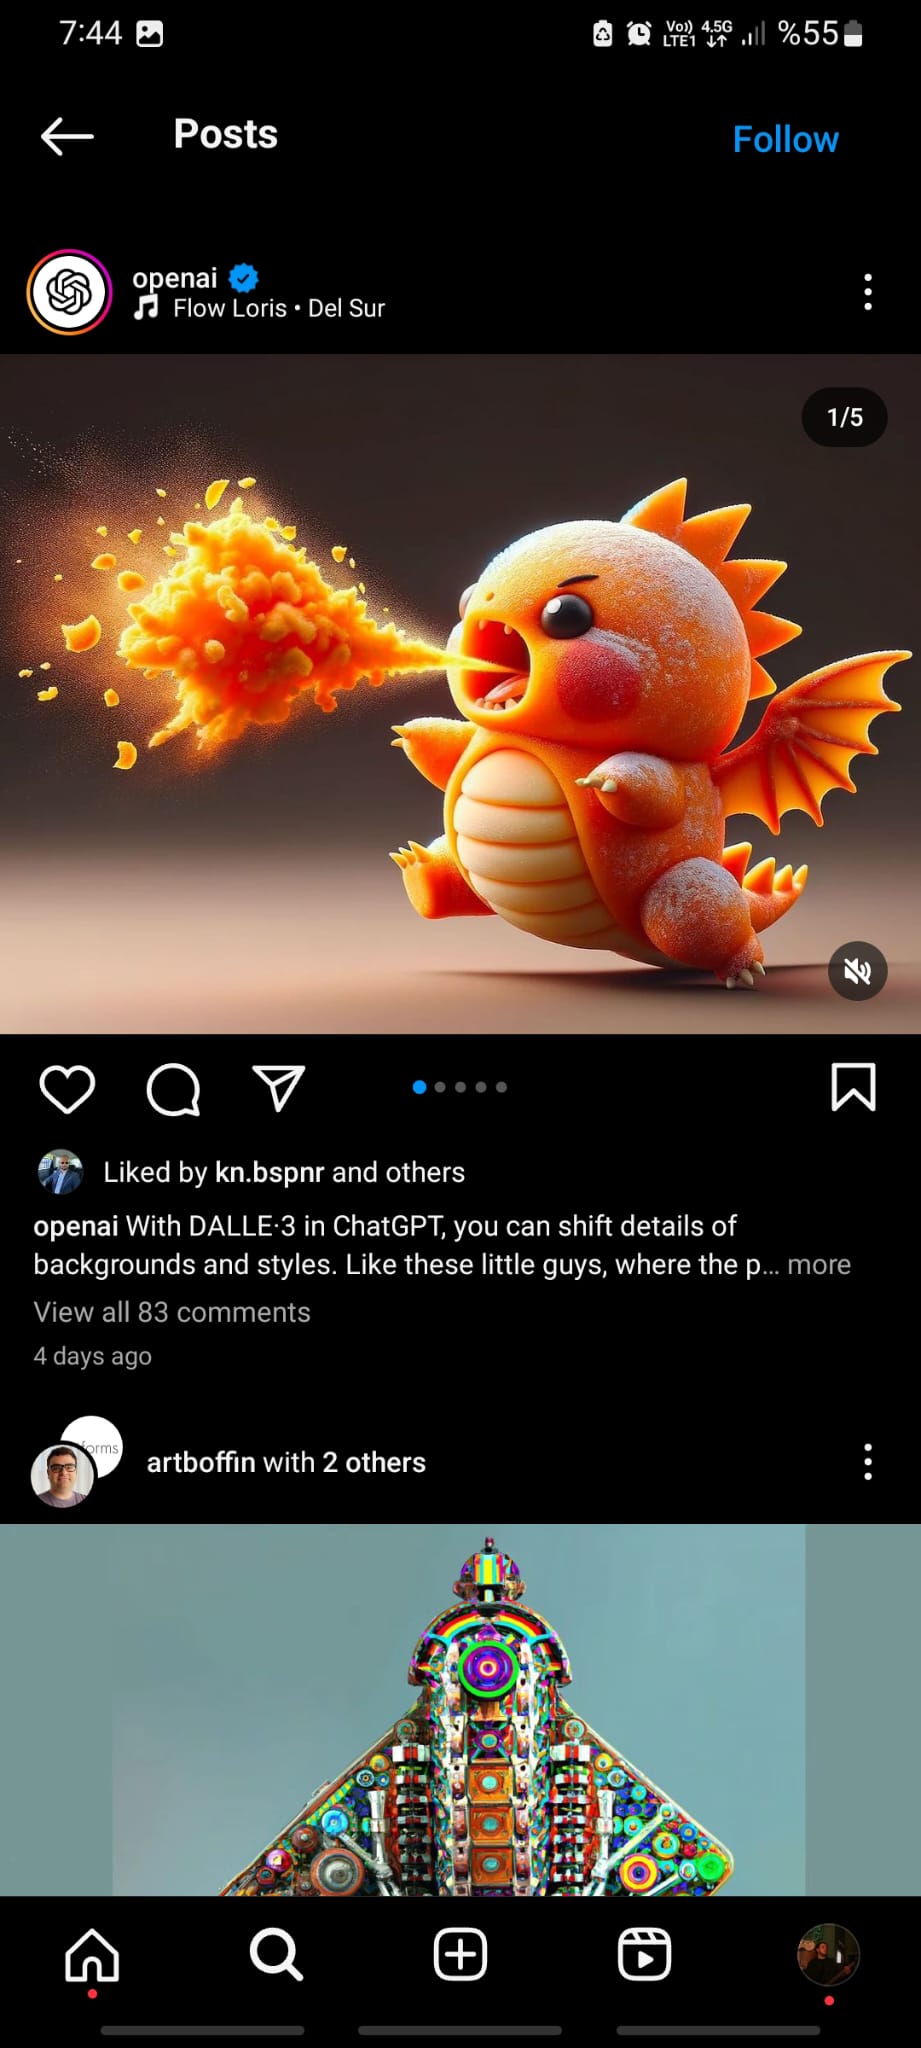 7:44
Vo)) LTE1 4.5G %55
Posts
Follow
openai
Flow Loris • Del Sur
1/5
Liked by kn.bspnr and others
openai With DALLE·3 in ChatGPT, you can shift details of
backgrounds and styles. Like these little guys, where the p... more
View all 83 comments
4 days ago
forms
artboffin with 2 others